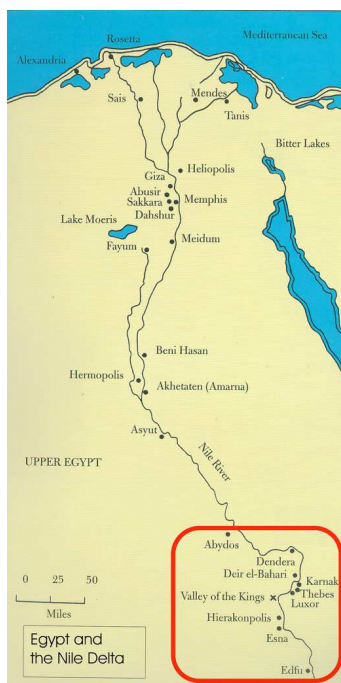 Rosetta
Mediterranean Sea
Alexandria
Sais
Mendes
Tanis
Bitter Lakes
Heliopolis
Giza
Abusir
Sakkara
Memphis
Dahshur
Lake Moeris
Fayum
Meidum
Beni Hasan
Hermopolis
Akhetaten (Amarna)
Asyut
Nile River
UPPER EGYPT
Abydos
Dendera
Deir el-Bahari
Karnak
Thebes
Luxor
Valley of the Kings
Hierakonpolis
Esna
Edfu
0 25 50
Miles
Egypt and
the Nile Delta